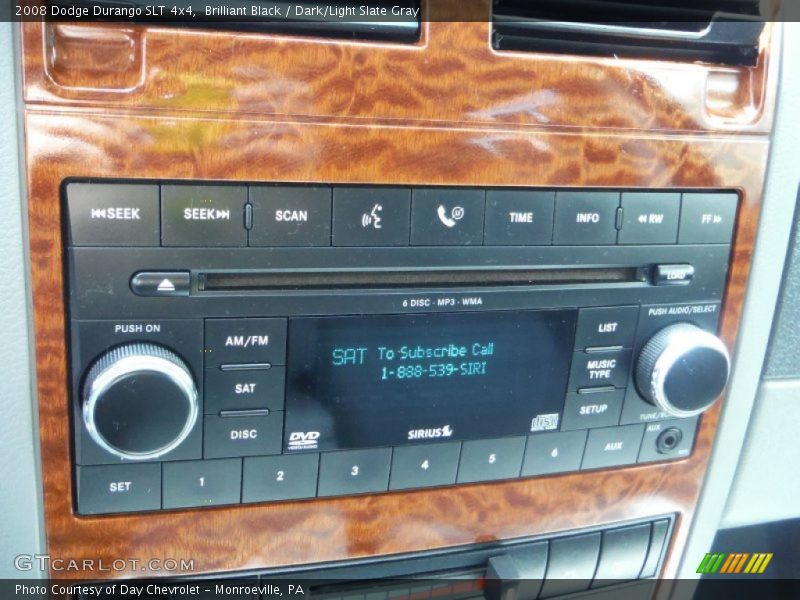 2008 Dodge Durango SLT 4x4,  Brilliant Black / Dark/Light Slate Gray
SEEK SEEK SCAN TIME INFO RW FF
LOAD
6 DISC - MP3 - WMA
PUSH ON
PUSH AUDIO/SELECT
AM/FM
SAT
DISC
SAT To Subscribe Call
1-888-539-SIRI
LIST
MUSIC
TYPE
SETUP
DVD
SIRIUS
AUX
SET 1 2 3 4 5 6 AUX
GTCARLOT.COM
Photo Courtesy of Day Chevrolet – Monroeville, PA